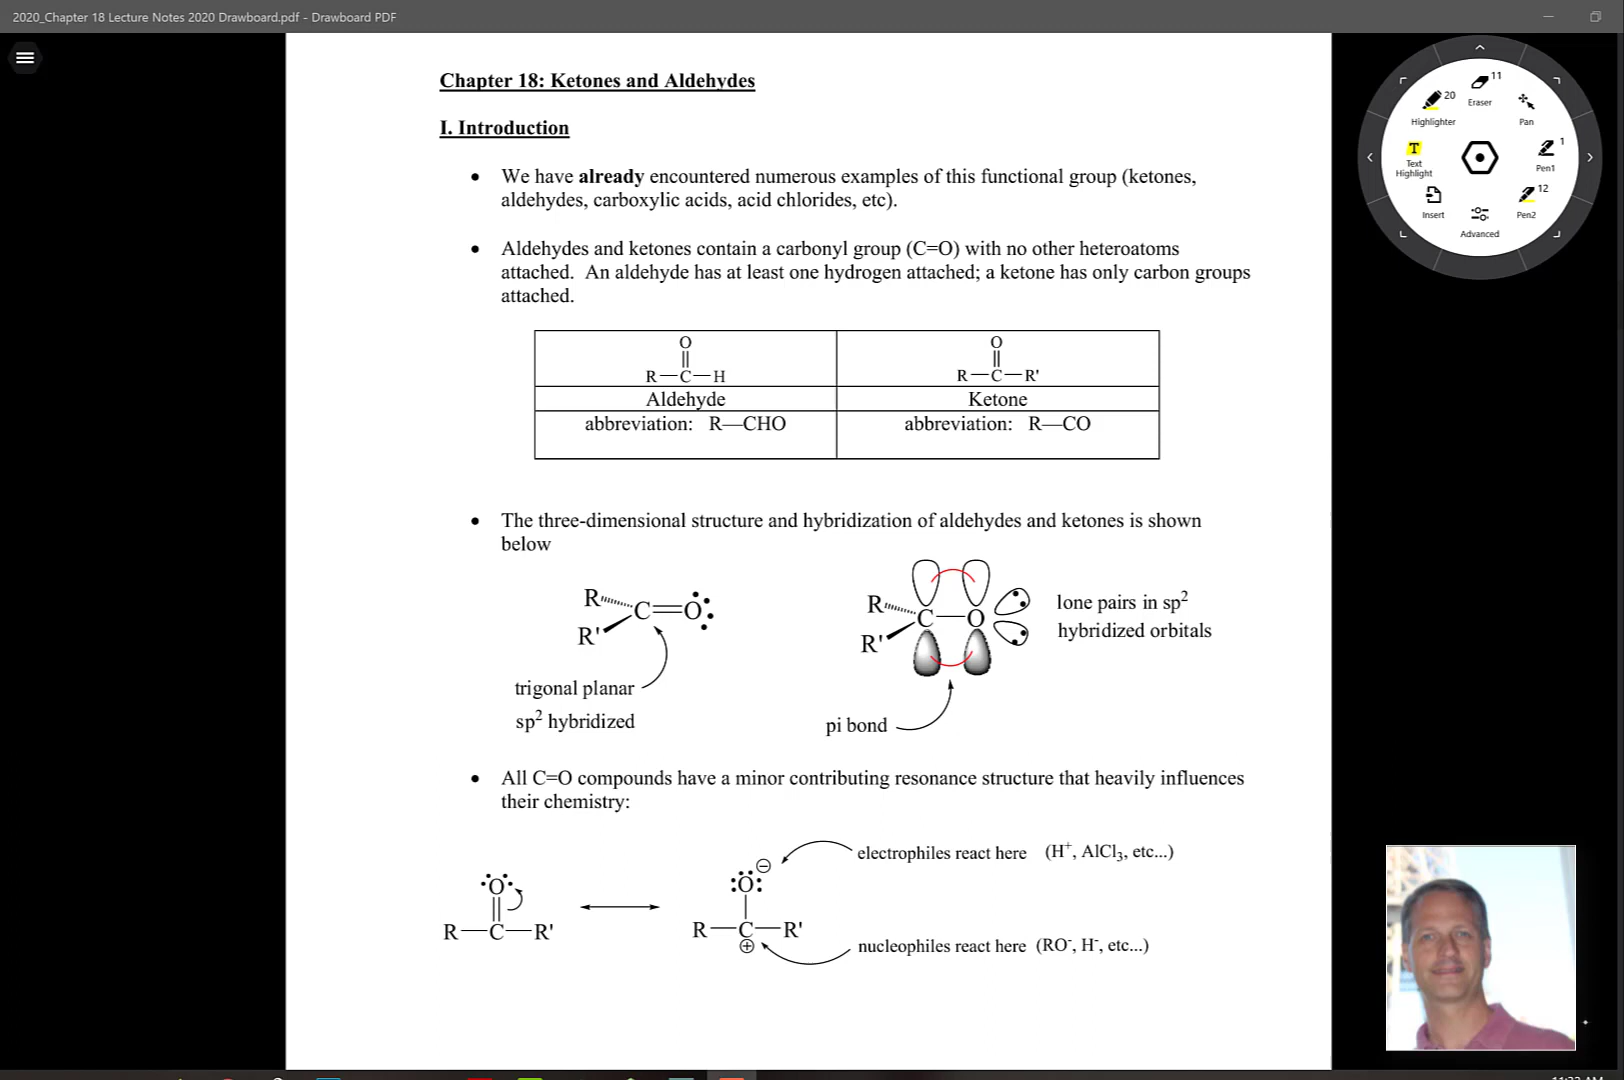 2020_Chapter 18 Lecture Notes 2020 Drawboard.pdf - Drawboard PDF
Chapter 18: Ketones and Aldehydes
I. Introduction
• We have already encountered numerous examples of this functional group (ketones,
aldehydes, carboxylic acids, acid chlorides, etc).
• Aldehydes and ketones contain a carbonyl group (C=O) with no other heteroatoms
attached. An aldehyde has at least one hydrogen attached; a ketone has only carbon groups
attached.
O
R—C—H
O
R—C—R'
Aldehyde
Ketone
abbreviation: R—CHO
abbreviation: R—CO
• The three-dimensional structure and hybridization of aldehydes and ketones is shown
below
R
C=O
R'
trigonal planar
sp² hybridized
R
C—O
R'
lone pairs in sp²
hybridized orbitals
pi bond
• All C=O compounds have a minor contributing resonance structure that heavily influences
their chemistry:
O
R—C—R'
:O: ⊖
R—C—R'
⊕
electrophiles react here (H⁺, AlCl₃, etc...)
nucleophiles react here (RO⁻, H⁻, etc...)
11
Eraser
20
Highlighter
Pan
T
Text
Highlight
1
Pen1
Insert
12
Pen2
Advanced